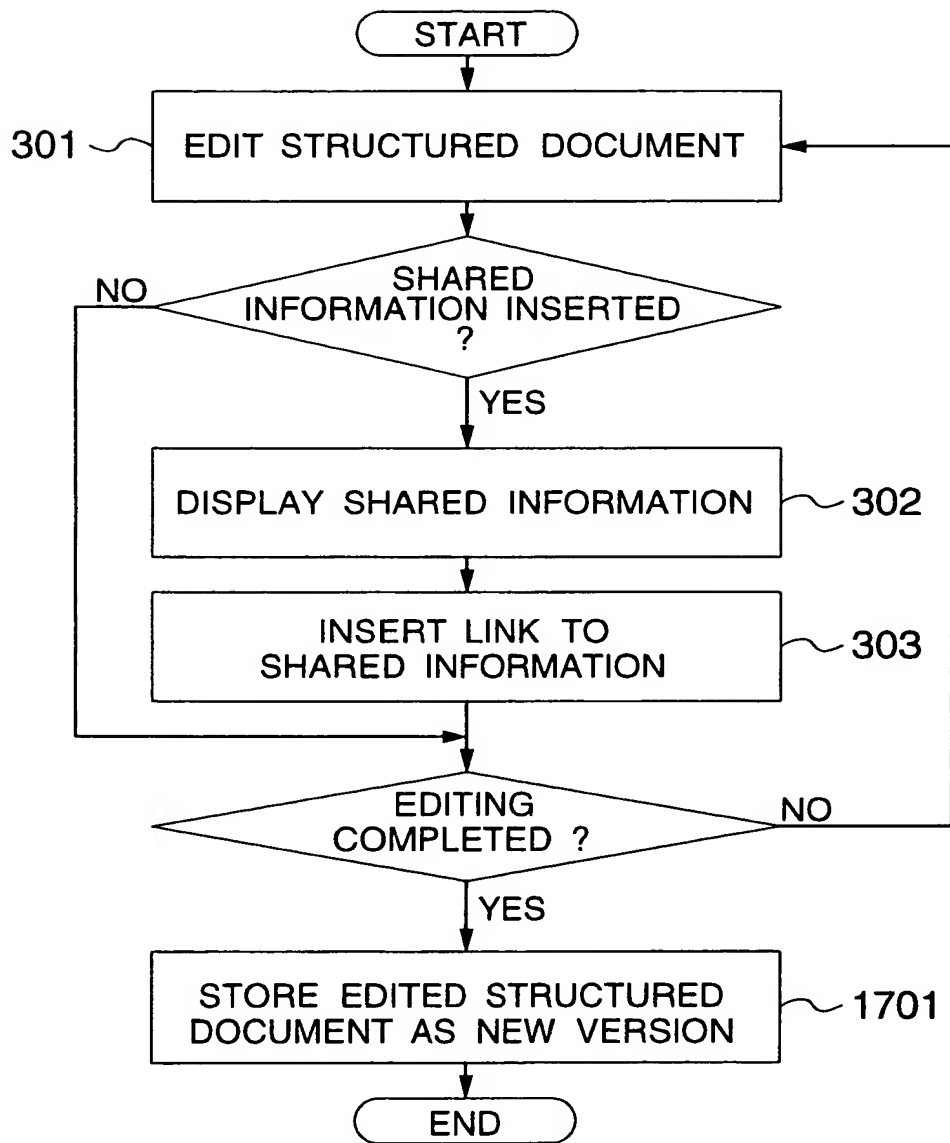 START
301
EDIT STRUCTURED DOCUMENT
SHARED
NO
INFORMATION INSERTED
?
YES
DISPLAY SHARED INFORMATION
302
INSERT LINK TO
SHARED INFORMATION
303
EDITING
COMPLETED ?
NO
YES
STORE EDITED STRUCTURED
DOCUMENT AS NEW VERSION
1701
END